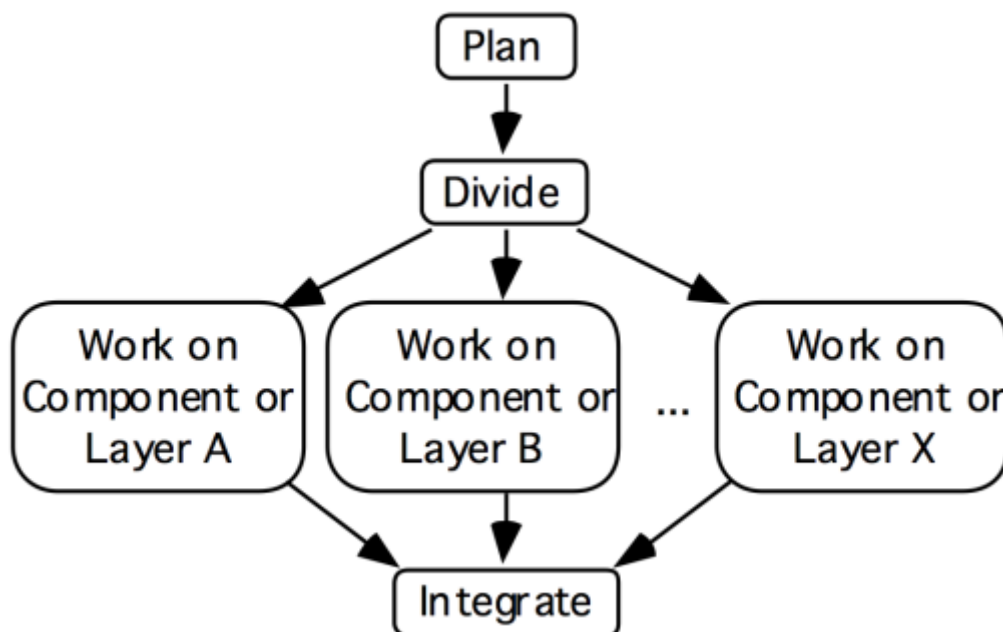 Plan
Divide
Work on
Component or
Layer A
Work on
Component or
Layer B
...
Work on
Component or
Layer X
Integrate